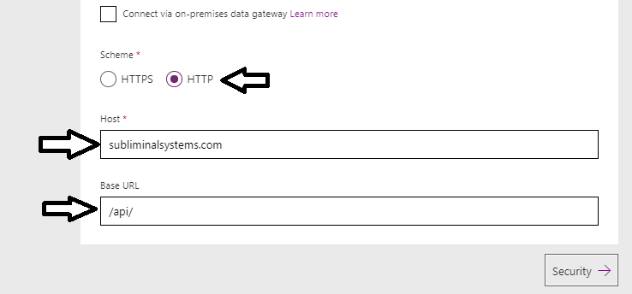 Connect via on-premises data gateway Learn more
Scheme *
HTTPS HTTP
Host *
subliminalsystems.com
Base URL
/api/
Security →